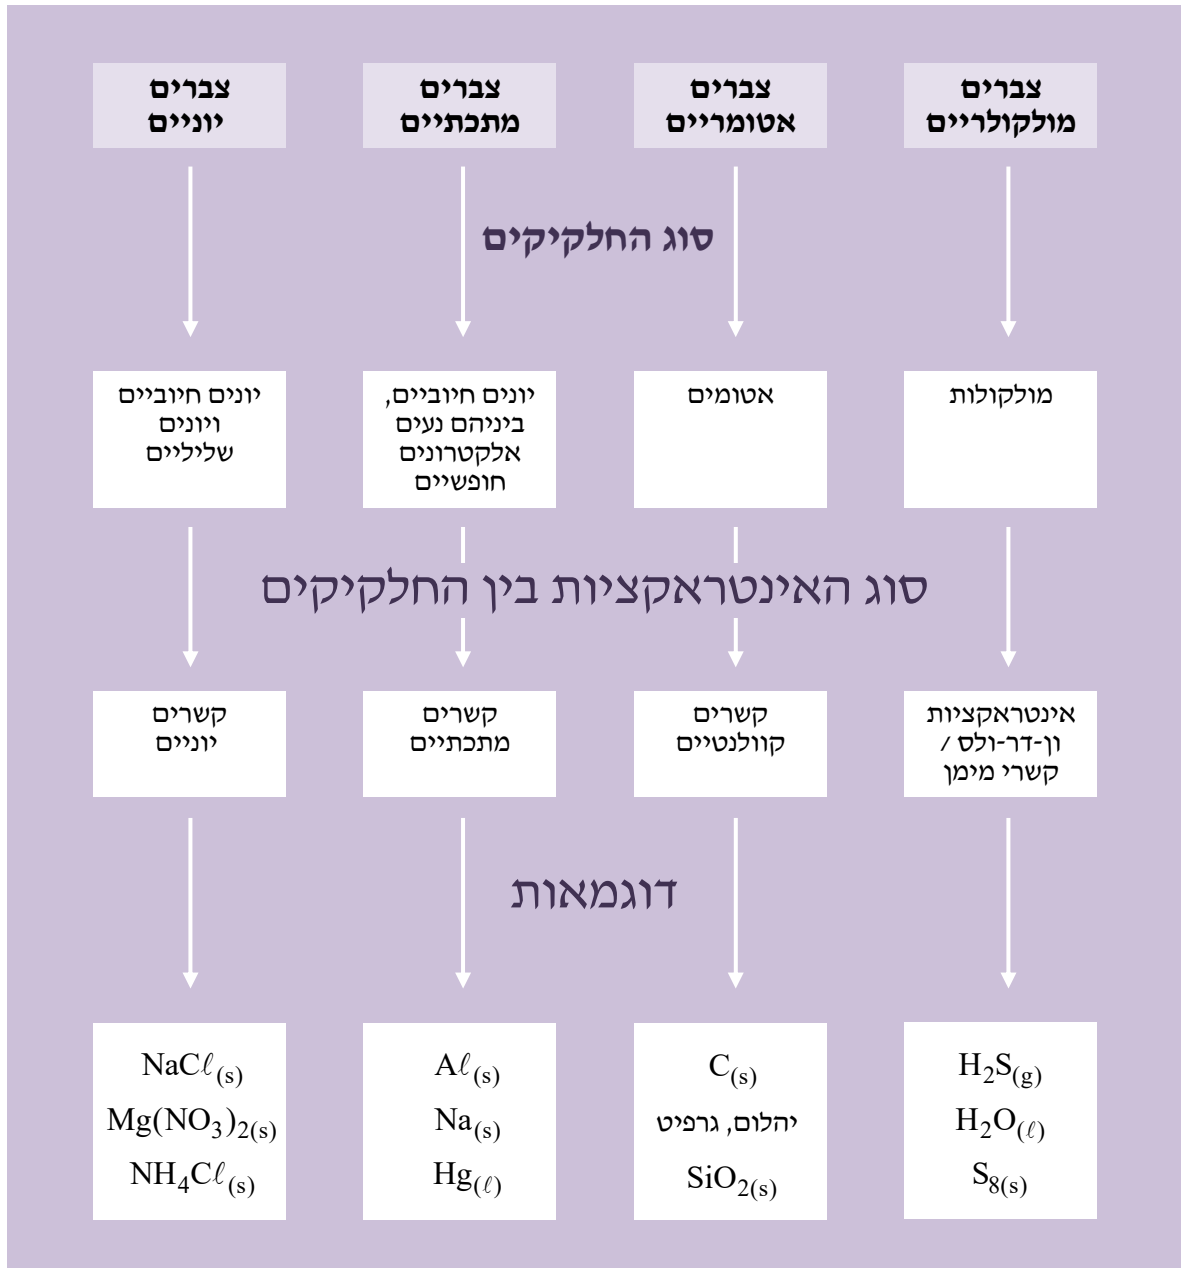 צברים
מולקולריים
צברים
אטומריים
צברים
מתכתיים
צברים
יוניים
סוג החלקיקים
מולקולות
אטומים
יונים חיוביים,
ביניהם נעים
אלקטרונים
חופשיים
יונים חיוביים
ויונים
שליליים
סוג האינטראקציות בין החלקיקים
אינטראקציות
ון-דר-ולס /
קשרי מימן
קשרים
קוולנטיים
קשרים
מתכתיים
קשרים
יוניים
דוגמאות
H₂S(g)
H₂O(ℓ)
S₈(s)
C(s)
יהלום, גרפיט
SiO₂(s)
Aℓ(s)
Na(s)
Hg(ℓ)
NaCℓ(s)
Mg(NO₃)₂(s)
NH₄Cℓ(s)